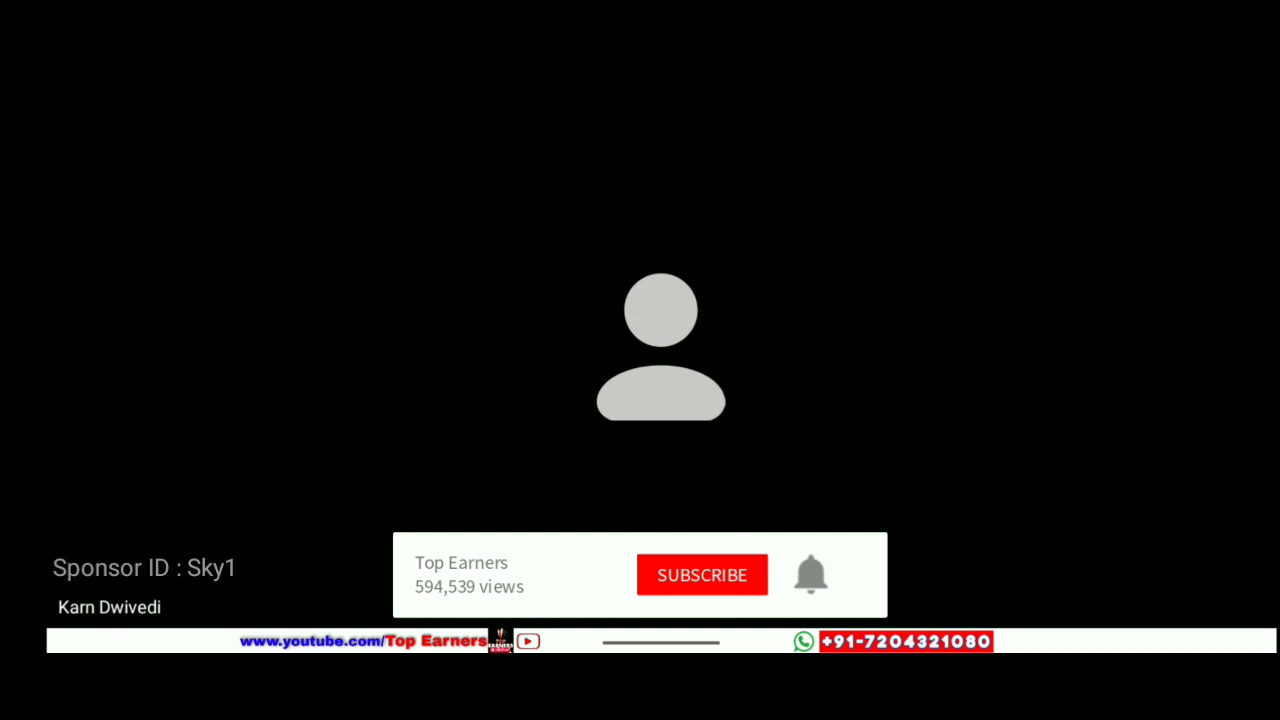 Sponsor ID : Sky1
Karn Dwivedi
Top Earners
594,539 views
SUBSCRIBE
www.youtube.com/Top Earners
+91-7204321080